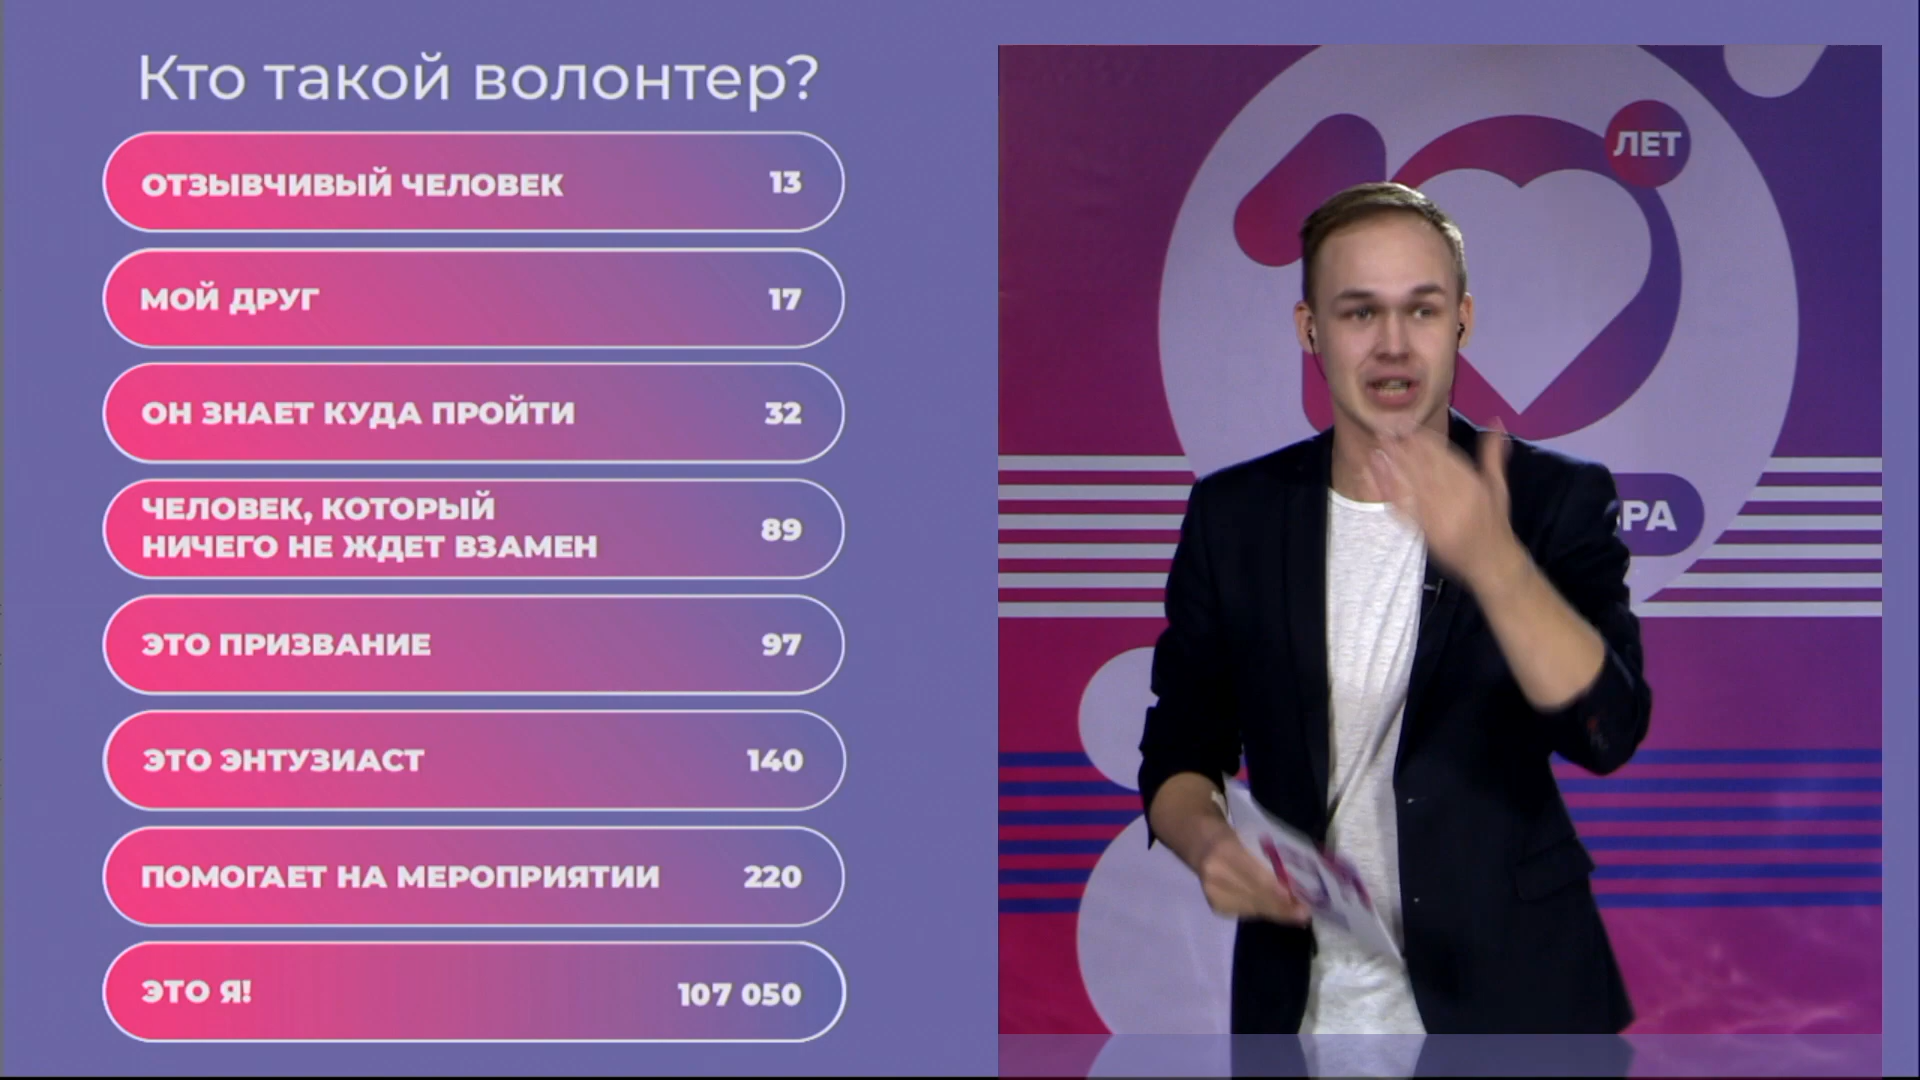 Кто такой волонтер?
ОТЗЫВЧИВЫЙ ЧЕЛОВЕК 13
МОЙ ДРУГ 17
ОН ЗНАЕТ КУДА ПРОЙТИ 32
ЧЕЛОВЕК, КОТОРЫЙ
НИЧЕГО НЕ ЖДЕТ ВЗАМЕН 89
ЭТО ПРИЗВАНИЕ 97
ЭТО ЭНТУЗИАСТ 140
ПОМОГАЕТ НА МЕРОПРИЯТИИ 220
ЭТО Я! 107 050
ЛЕТ